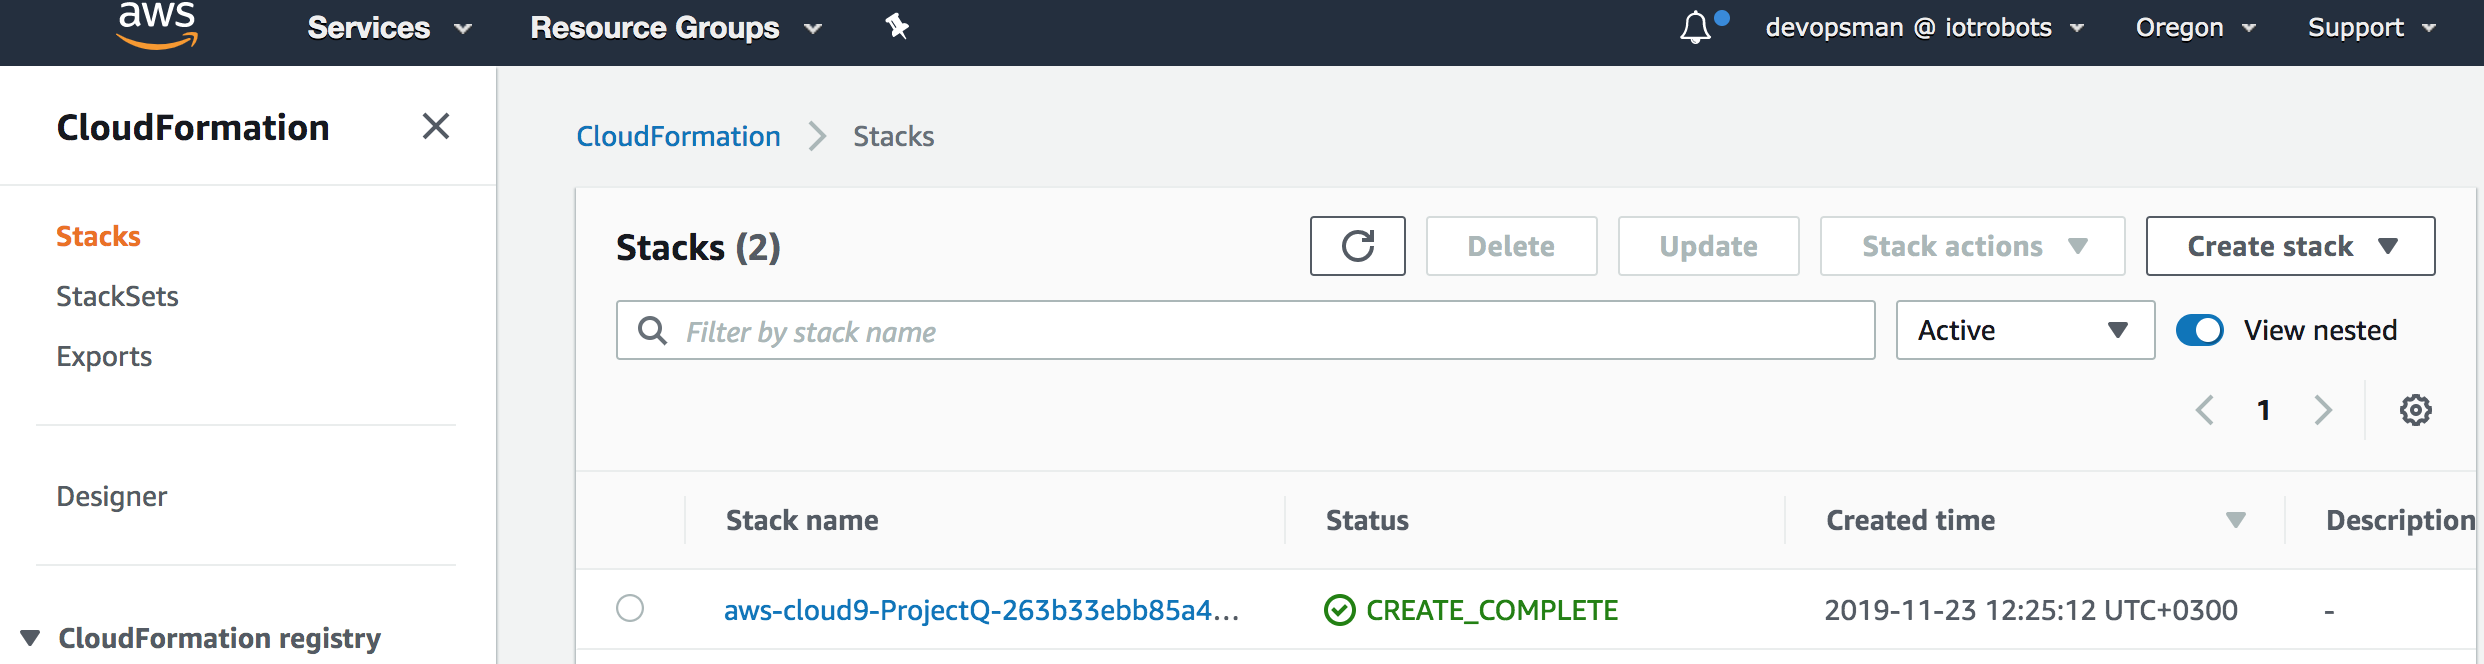 aws Services Resource Groups devopsman @ iotrobots Oregon Support
CloudFormation
Stacks
StackSets
Exports
Designer
CloudFormation registry
CloudFormation Stacks
Stacks (2) Delete Update Stack actions Create stack
Filter by stack name Active View nested
1
Stack name Status Created time Description
aws-cloud9-ProjectQ-263b33ebb85a4... CREATE_COMPLETE 2019-11-23 12:25:12 UTC+0300 -